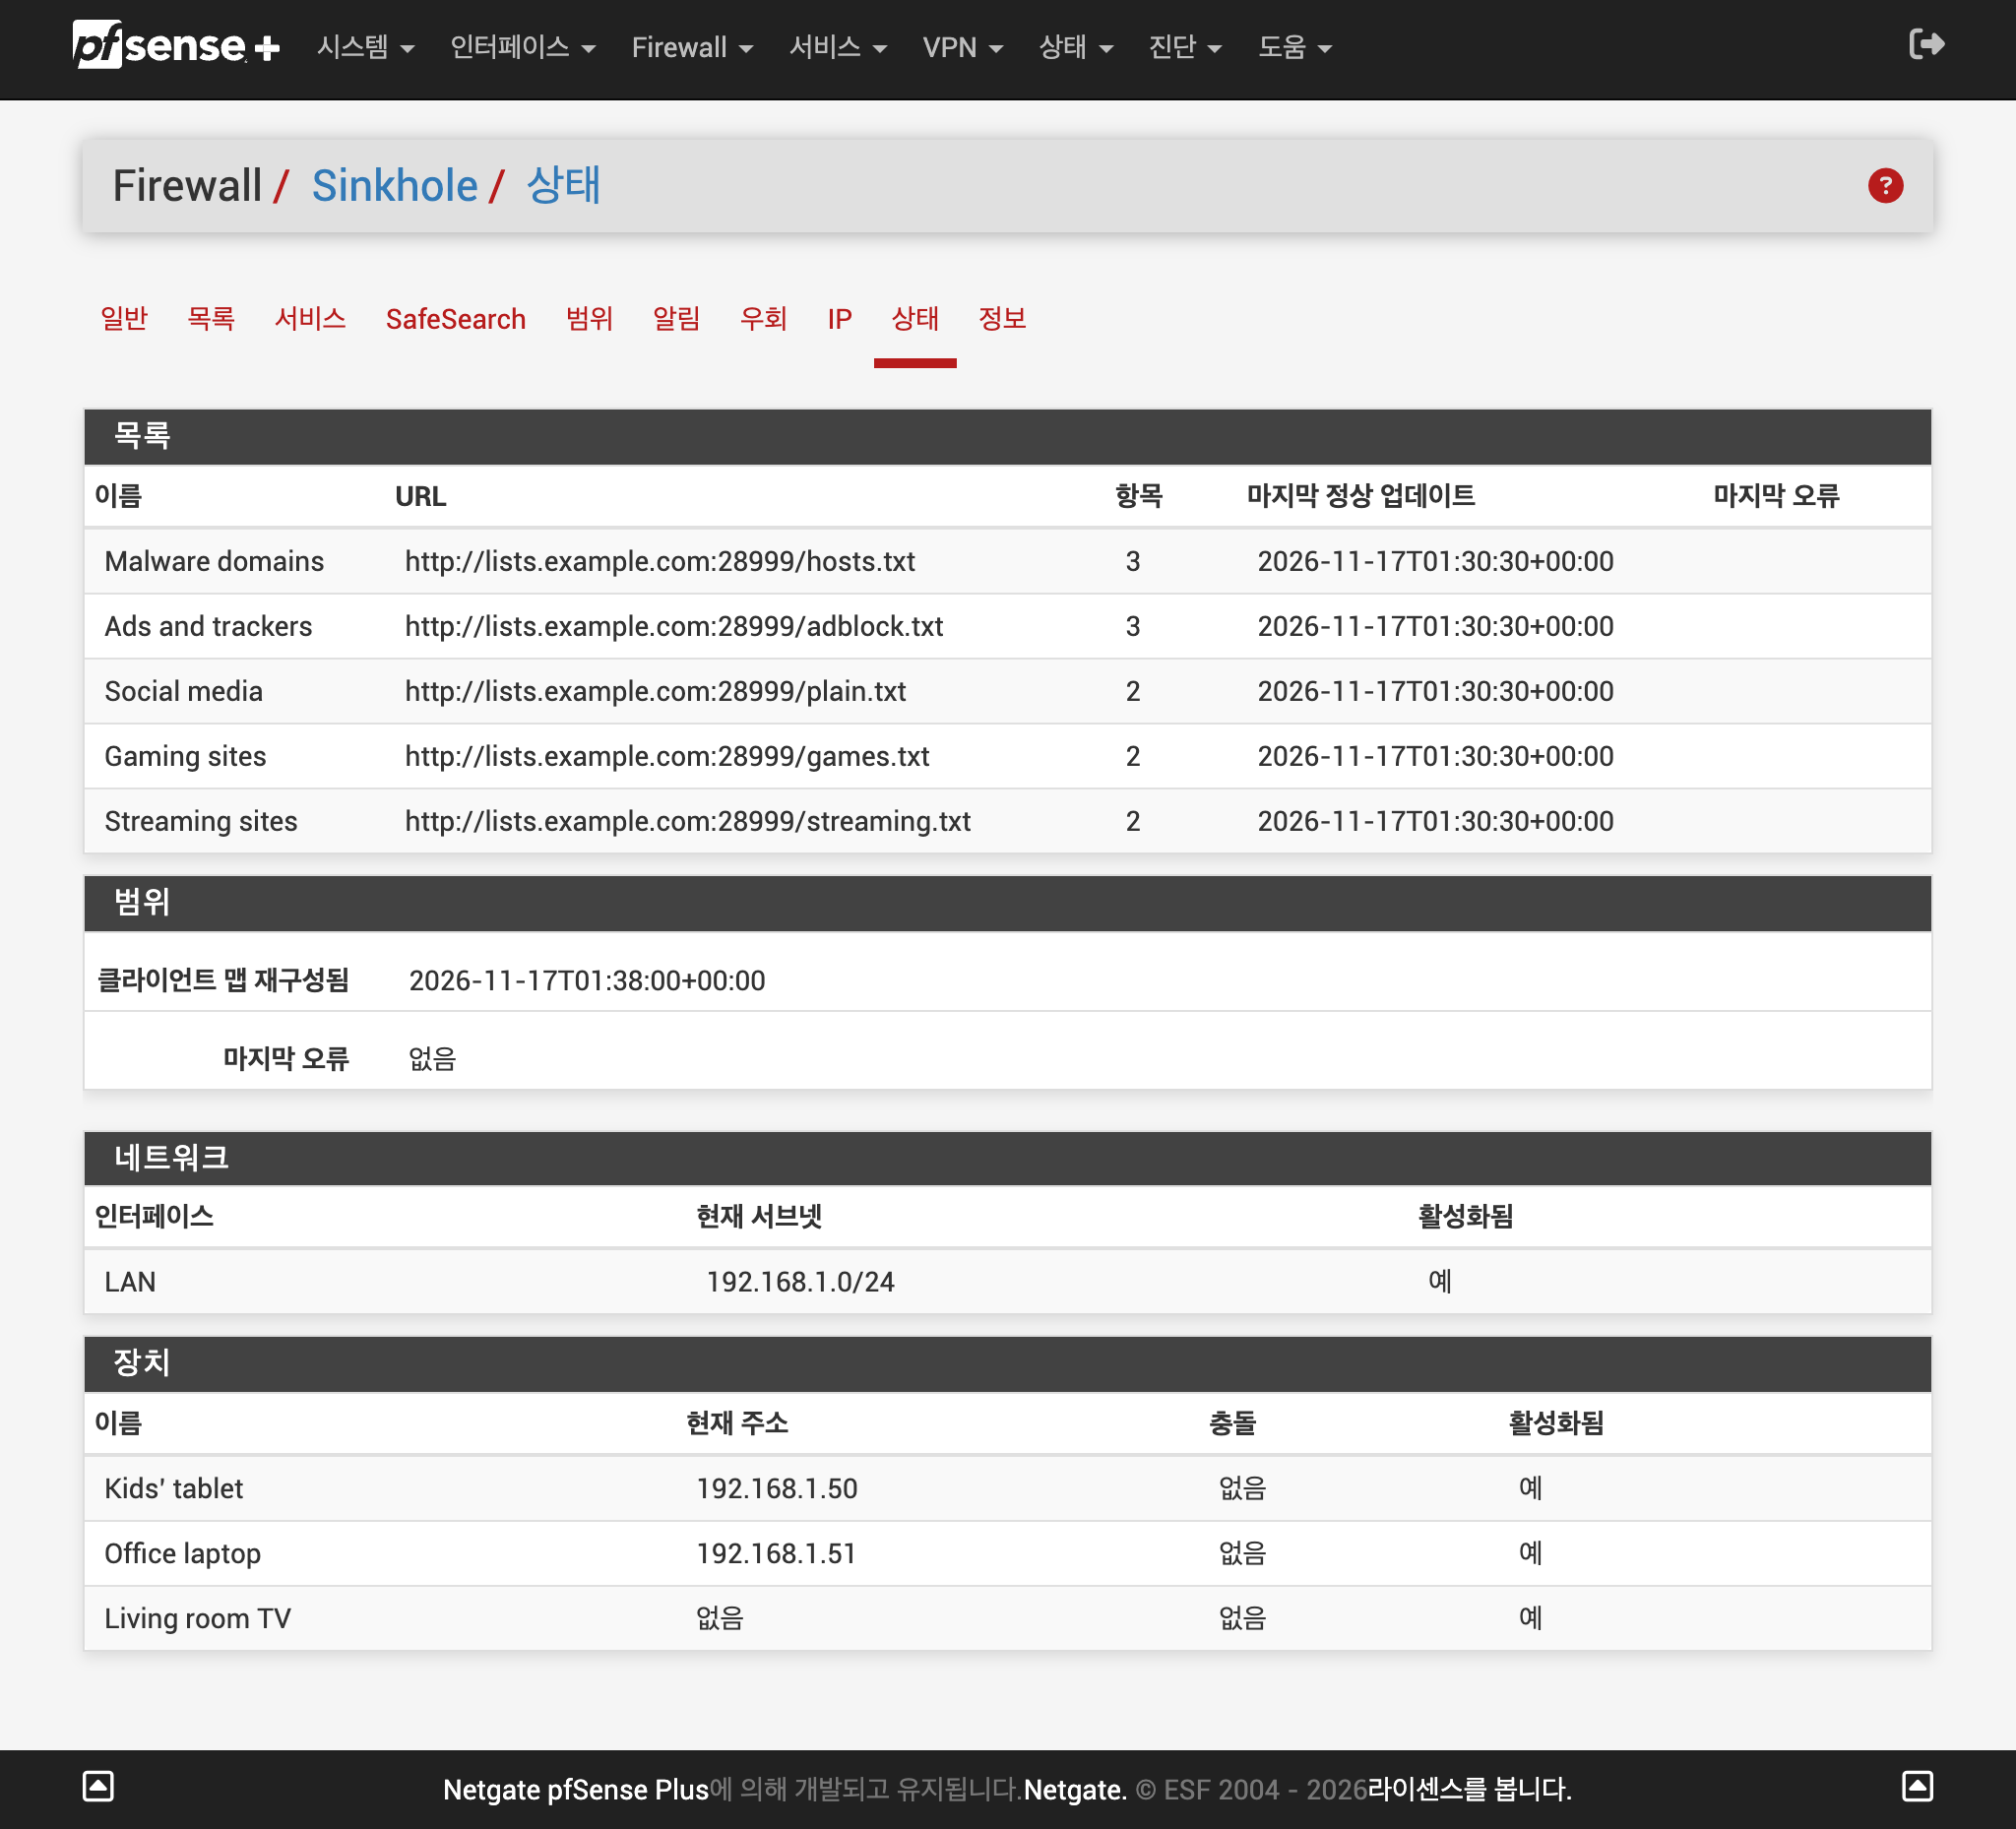 pfsense+ 시스템 인터페이스 Firewall 서비스 VPN 상태 진단 도움
Firewall / Sinkhole / 상태
일반 목록 서비스 SafeSearch 범위 알림 우회 IP 상태 정보
목록
이름 URL 항목 마지막 정상 업데이트 마지막 오류
Malware domains http://lists.example.com:28999/hosts.txt 3 2026-11-17T01:30:30+00:00
Ads and trackers http://lists.example.com:28999/adblock.txt 3 2026-11-17T01:30:30+00:00
Social media http://lists.example.com:28999/plain.txt 2 2026-11-17T01:30:30+00:00
Gaming sites http://lists.example.com:28999/games.txt 2 2026-11-17T01:30:30+00:00
Streaming sites http://lists.example.com:28999/streaming.txt 2 2026-11-17T01:30:30+00:00
범위
클라이언트 맵 재구성됨 2026-11-17T01:38:00+00:00
마지막 오류 없음
네트워크
인터페이스 현재 서브넷 활성화됨
LAN 192.168.1.0/24 예
장치
이름 현재 주소 충돌 활성화됨
Kids' tablet 192.168.1.50 없음 예
Office laptop 192.168.1.51 없음 예
Living room TV 없음 없음 예
Netgate pfSense Plus에 의해 개발되고 유지됩니다.Netgate. © ESF 2004 - 2026라이센스를 봅니다.